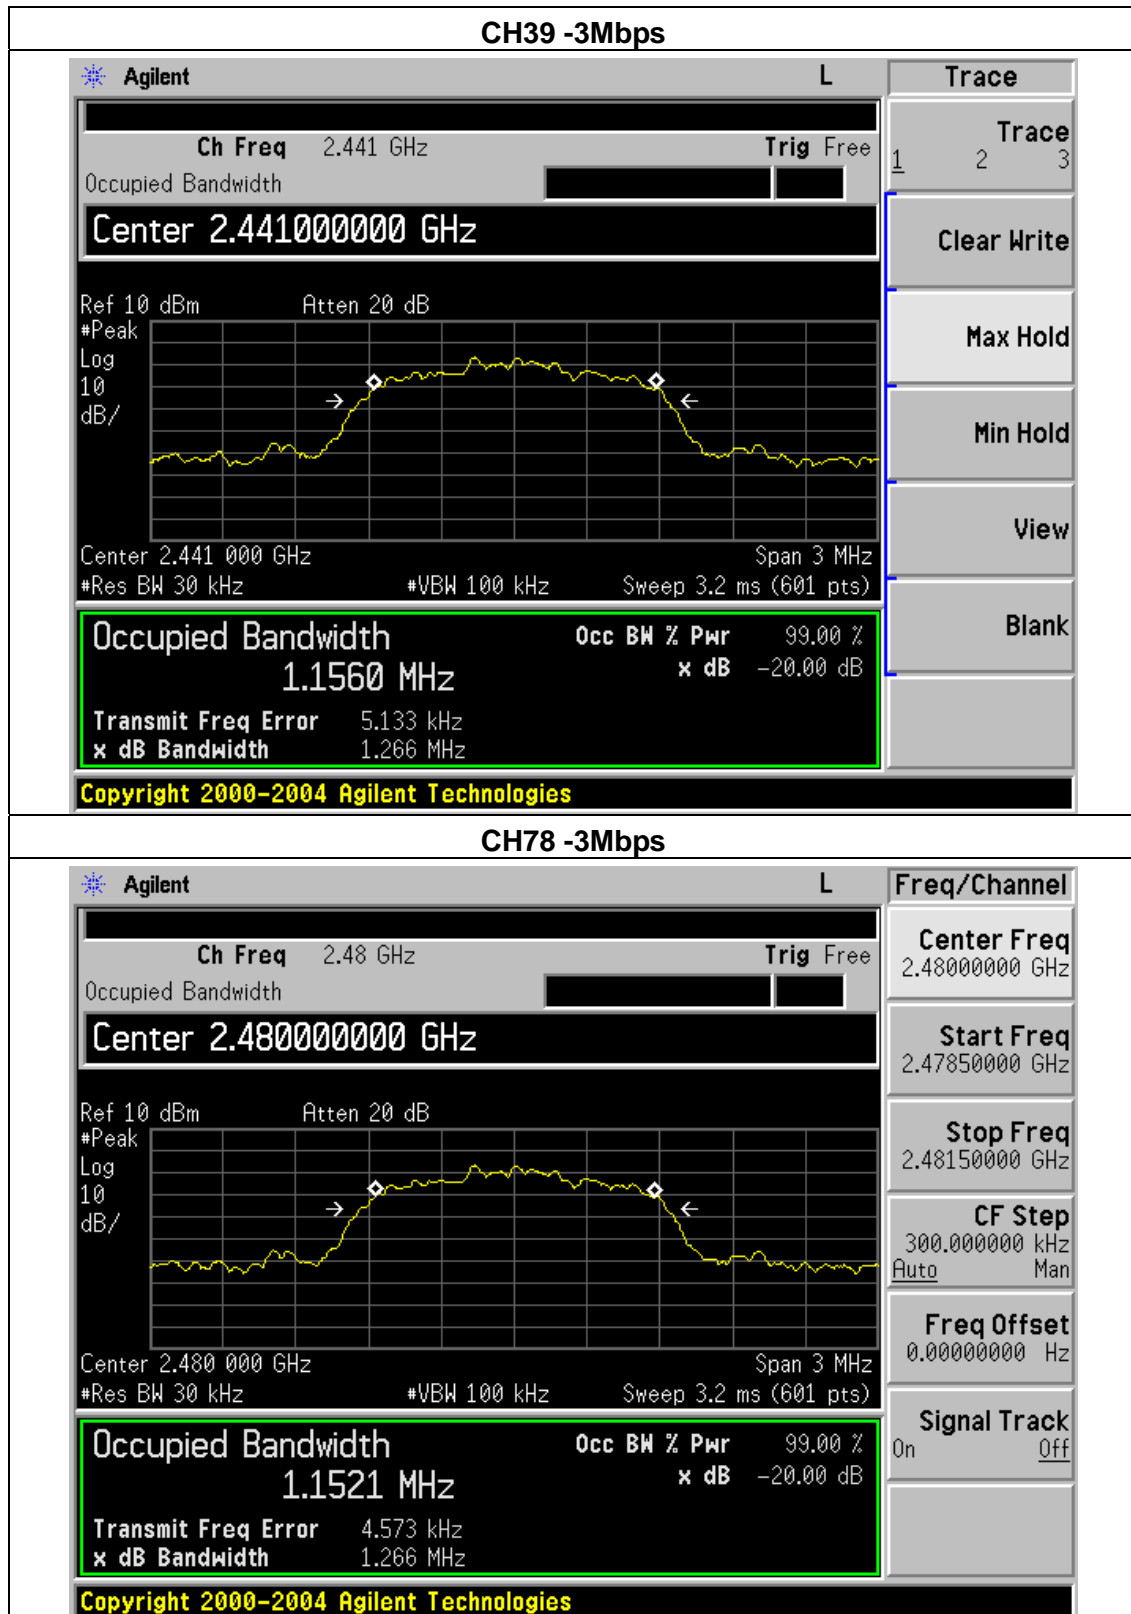 CH39 -3Mbps
Agilent L Trace
Ch Freq 2.441 GHz Trig Free
Occupied Bandwidth
Trace
1 2 3
Center 2.441000000 GHz
Clear Write
Ref 10 dBm Atten 20 dB
#Peak
Log
10
dB/
Max Hold
Min Hold
View
Blank
Center 2.441 000 GHz Span 3 MHz
#Res BW 30 kHz #VBW 100 kHz Sweep 3.2 ms (601 pts)
Occupied Bandwidth Occ BW % Pwr 99.00 %
1.1560 MHz x dB -20.00 dB
Transmit Freq Error 5.133 kHz
x dB Bandwidth 1.266 MHz
Copyright 2000-2004 Agilent Technologies
CH78 -3Mbps
Agilent L Freq/Channel
Ch Freq 2.48 GHz Trig Free
Occupied Bandwidth
Center Freq
2.48000000 GHz
Center 2.480000000 GHz
Start Freq
2.47850000 GHz
Ref 10 dBm Atten 20 dB
#Peak
Log
10
dB/
Stop Freq
2.48150000 GHz
CF Step
300.000000 kHz
Auto Man
Freq Offset
0.00000000 Hz
Signal Track
On Off
Center 2.480 000 GHz Span 3 MHz
#Res BW 30 kHz #VBW 100 kHz Sweep 3.2 ms (601 pts)
Occupied Bandwidth Occ BW % Pwr 99.00 %
1.1521 MHz x dB -20.00 dB
Transmit Freq Error 4.573 kHz
x dB Bandwidth 1.266 MHz
Copyright 2000-2004 Agilent Technologies